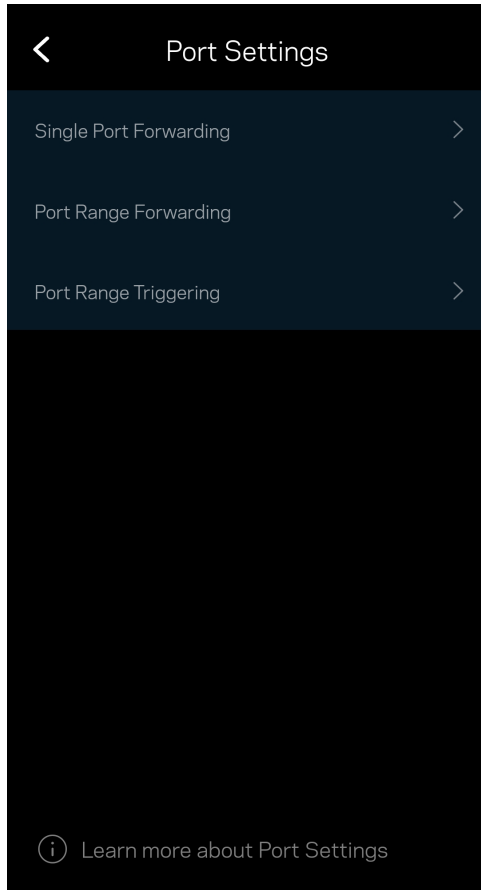 Port Settings
Single Port Forwarding
Port Range Forwarding
Port Range Triggering
Learn more about Port Settings